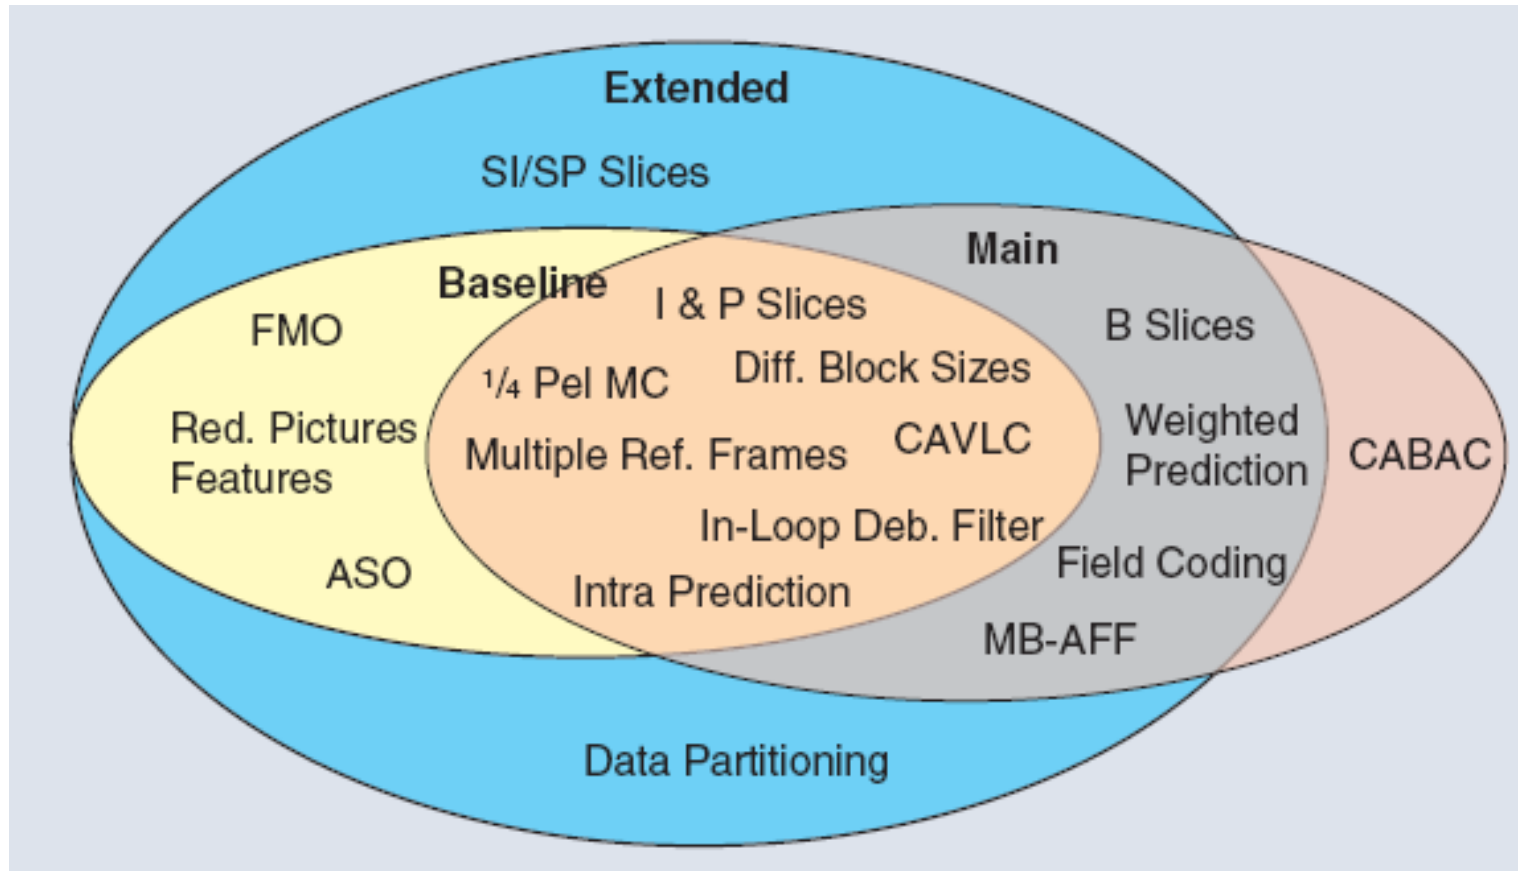 Extended
SI/SP Slices
Main
Baseline
I & P Slices
FMO
B Slices
¼ Pel MC
Diff. Block Sizes
Red. Pictures
Features
Multiple Ref. Frames
CAVLC
Weighted
Prediction
CABAC
In-Loop Deb. Filter
ASO
Field Coding
Intra Prediction
MB-AFF
Data Partitioning